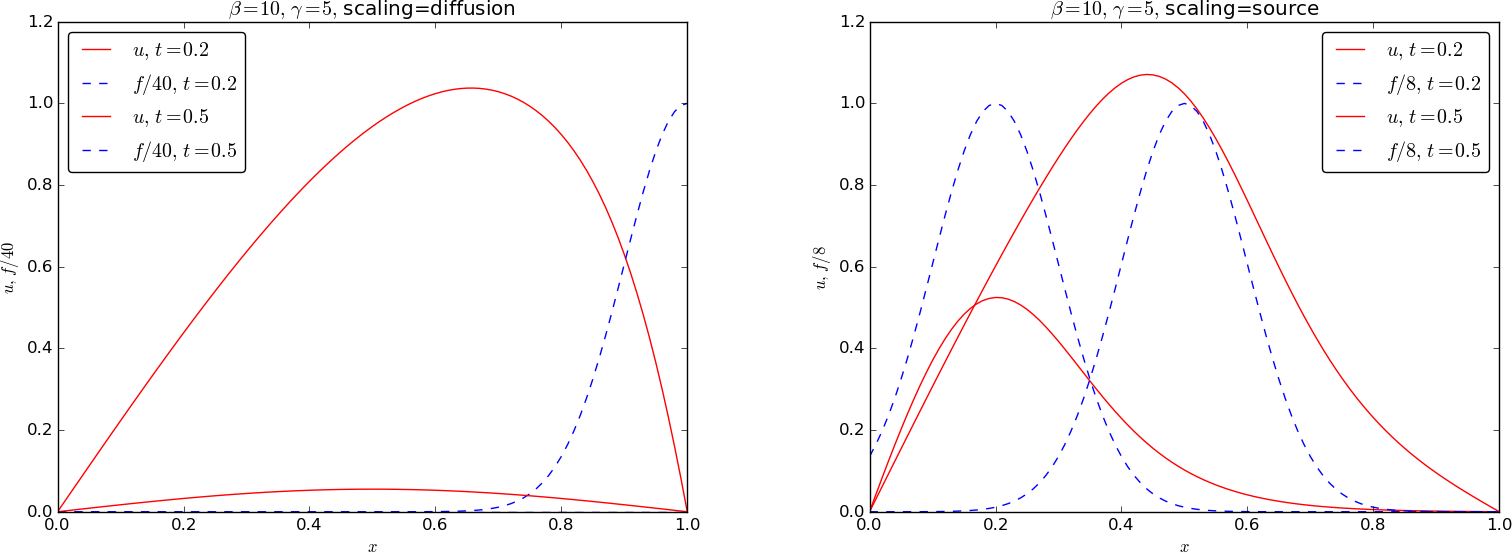 β=10, γ=5, scaling=diffusion
1.2
1.0
0.8
0.6
0.4
0.2
0.0
u, f/40
u, t=0.2
f/40, t=0.2
u, t=0.5
f/40, t=0.5
0.0 0.2 0.4 0.6 0.8 1.0
x
β=10, γ=5, scaling=source
1.2
1.0
0.8
0.6
0.4
0.2
0.0
u, f/8
u, t=0.2
f/8, t=0.2
u, t=0.5
f/8, t=0.5
0.0 0.2 0.4 0.6 0.8 1.0
x